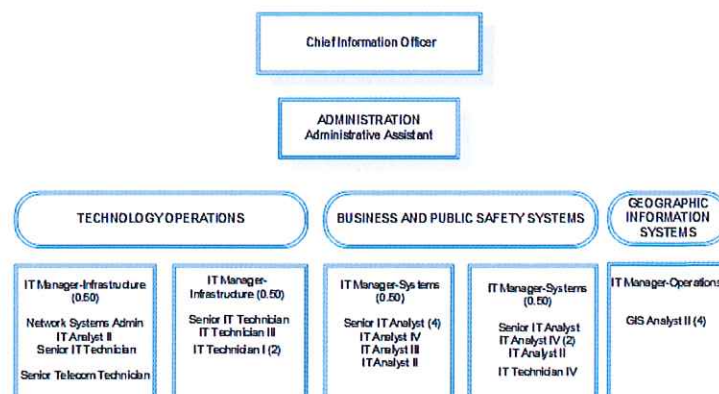 Chief Information Officer
ADMINISTRATION
Administrative Assistant
TECHNOLOGY OPERATIONS
BUSINESS AND PUBLIC SAFETY SYSTEMS
GEOGRAPHIC
INFORMATION
SYSTEMS
IT Manager-Infrastructure
(0.50)
Network Systems Admin
IT Analyst II
Senior IT Technician
Senior Telecom Technician
IT Manager-
Infrastructure (0.50)
Senior IT Technician
IT Technician III
IT Technician I (2)
IT Manager-Systems
(0.50)
Senior IT Analyst (4)
IT Analyst IV
IT Analyst III
IT Analyst II
IT Manager-Systems
(0.50)
Senior IT Analyst
IT Analyst IV (2)
IT Analyst II
IT Technician IV
IT Manager-Operations
GIS Analyst II (4)